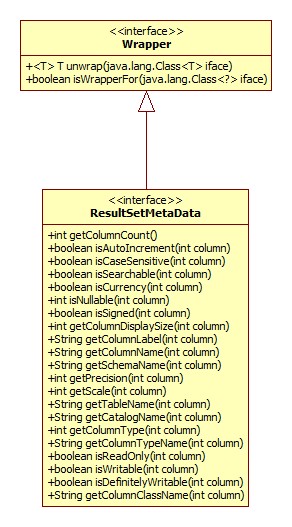 <<interface>>
Wrapper
+<T> T unwrap(java.lang.Class<T> iface)
+boolean isWrapperFor(java.lang.Class<?> iface)
<<interface>>
ResultSetMetaData
+int getColumnCount()
+boolean isAutoIncrement(int column)
+boolean isCaseSensitive(int column)
+boolean isSearchable(int column)
+boolean isCurrency(int column)
+int isNullable(int column)
+boolean isSigned(int column)
+int getColumnDisplaySize(int column)
+String getColumnLabel(int column)
+String getColumnName(int column)
+String getSchemaName(int column)
+int getPrecision(int column)
+int getScale(int column)
+String getTableName(int column)
+String getCatalogName(int column)
+int getColumnType(int column)
+String getColumnTypeName(int column)
+boolean isReadOnly(int column)
+boolean isWritable(int column)
+boolean isDefinitelyWritable(int column)
+String getColumnClassName(int column)